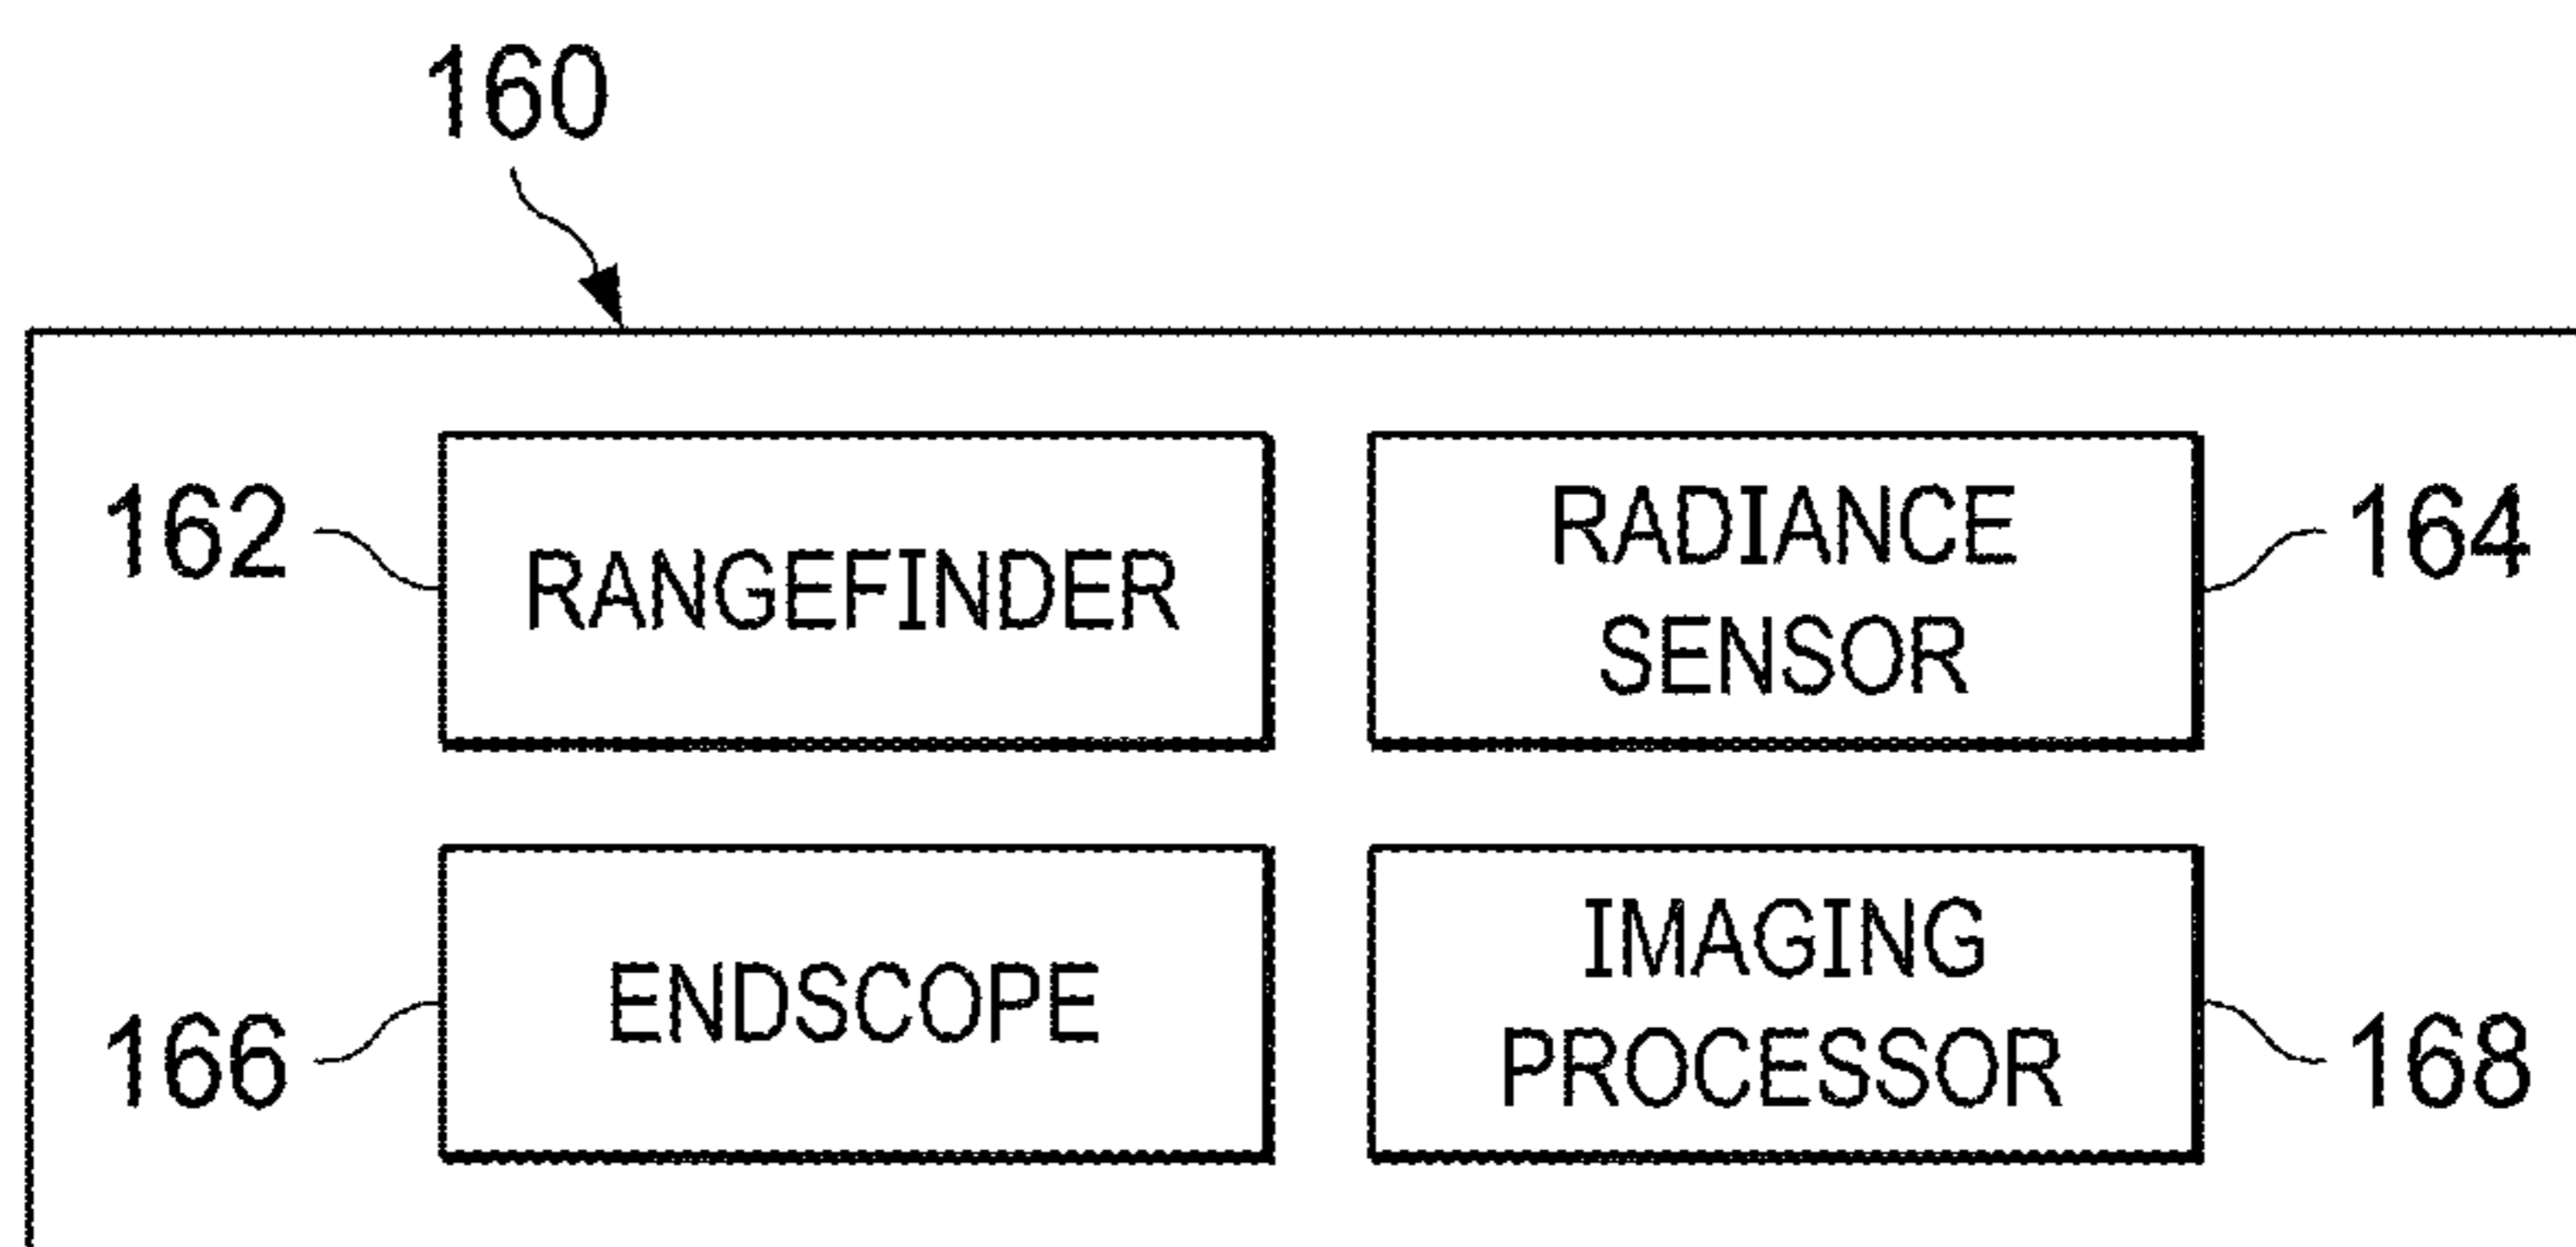 160
162
RANGEFINDER
RADIANCE
SENSOR
164
166
ENDSCOPE
IMAGING
PROCESSOR
168